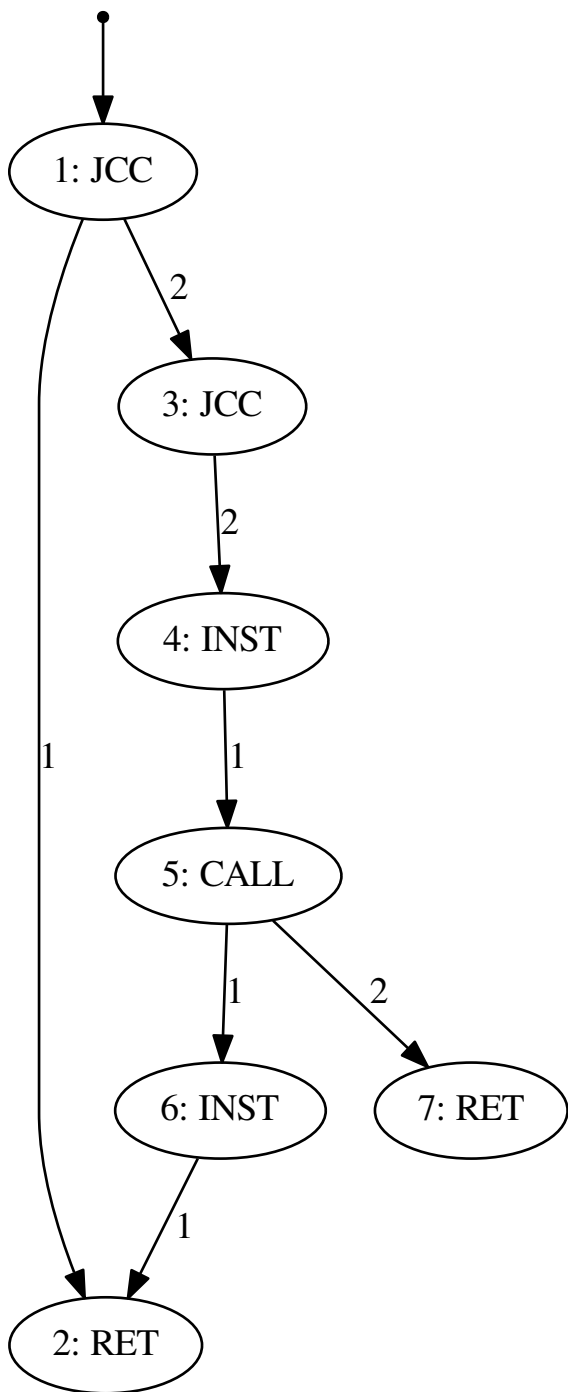 1: JCC
2
3: JCC
2
4: INST
1
1
5: CALL
1
2
6: INST
7: RET
1
2: RET